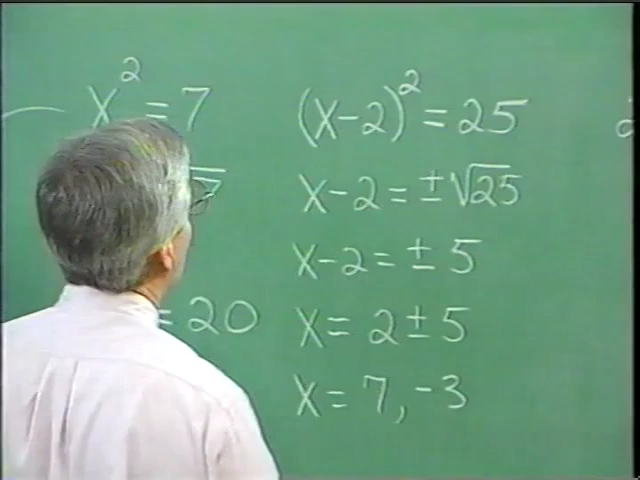 x² = 7
= 20
(x-2)² = 25
x-2 = ±√25
x-2 = ±5
x = 2±5
x = 7, -3